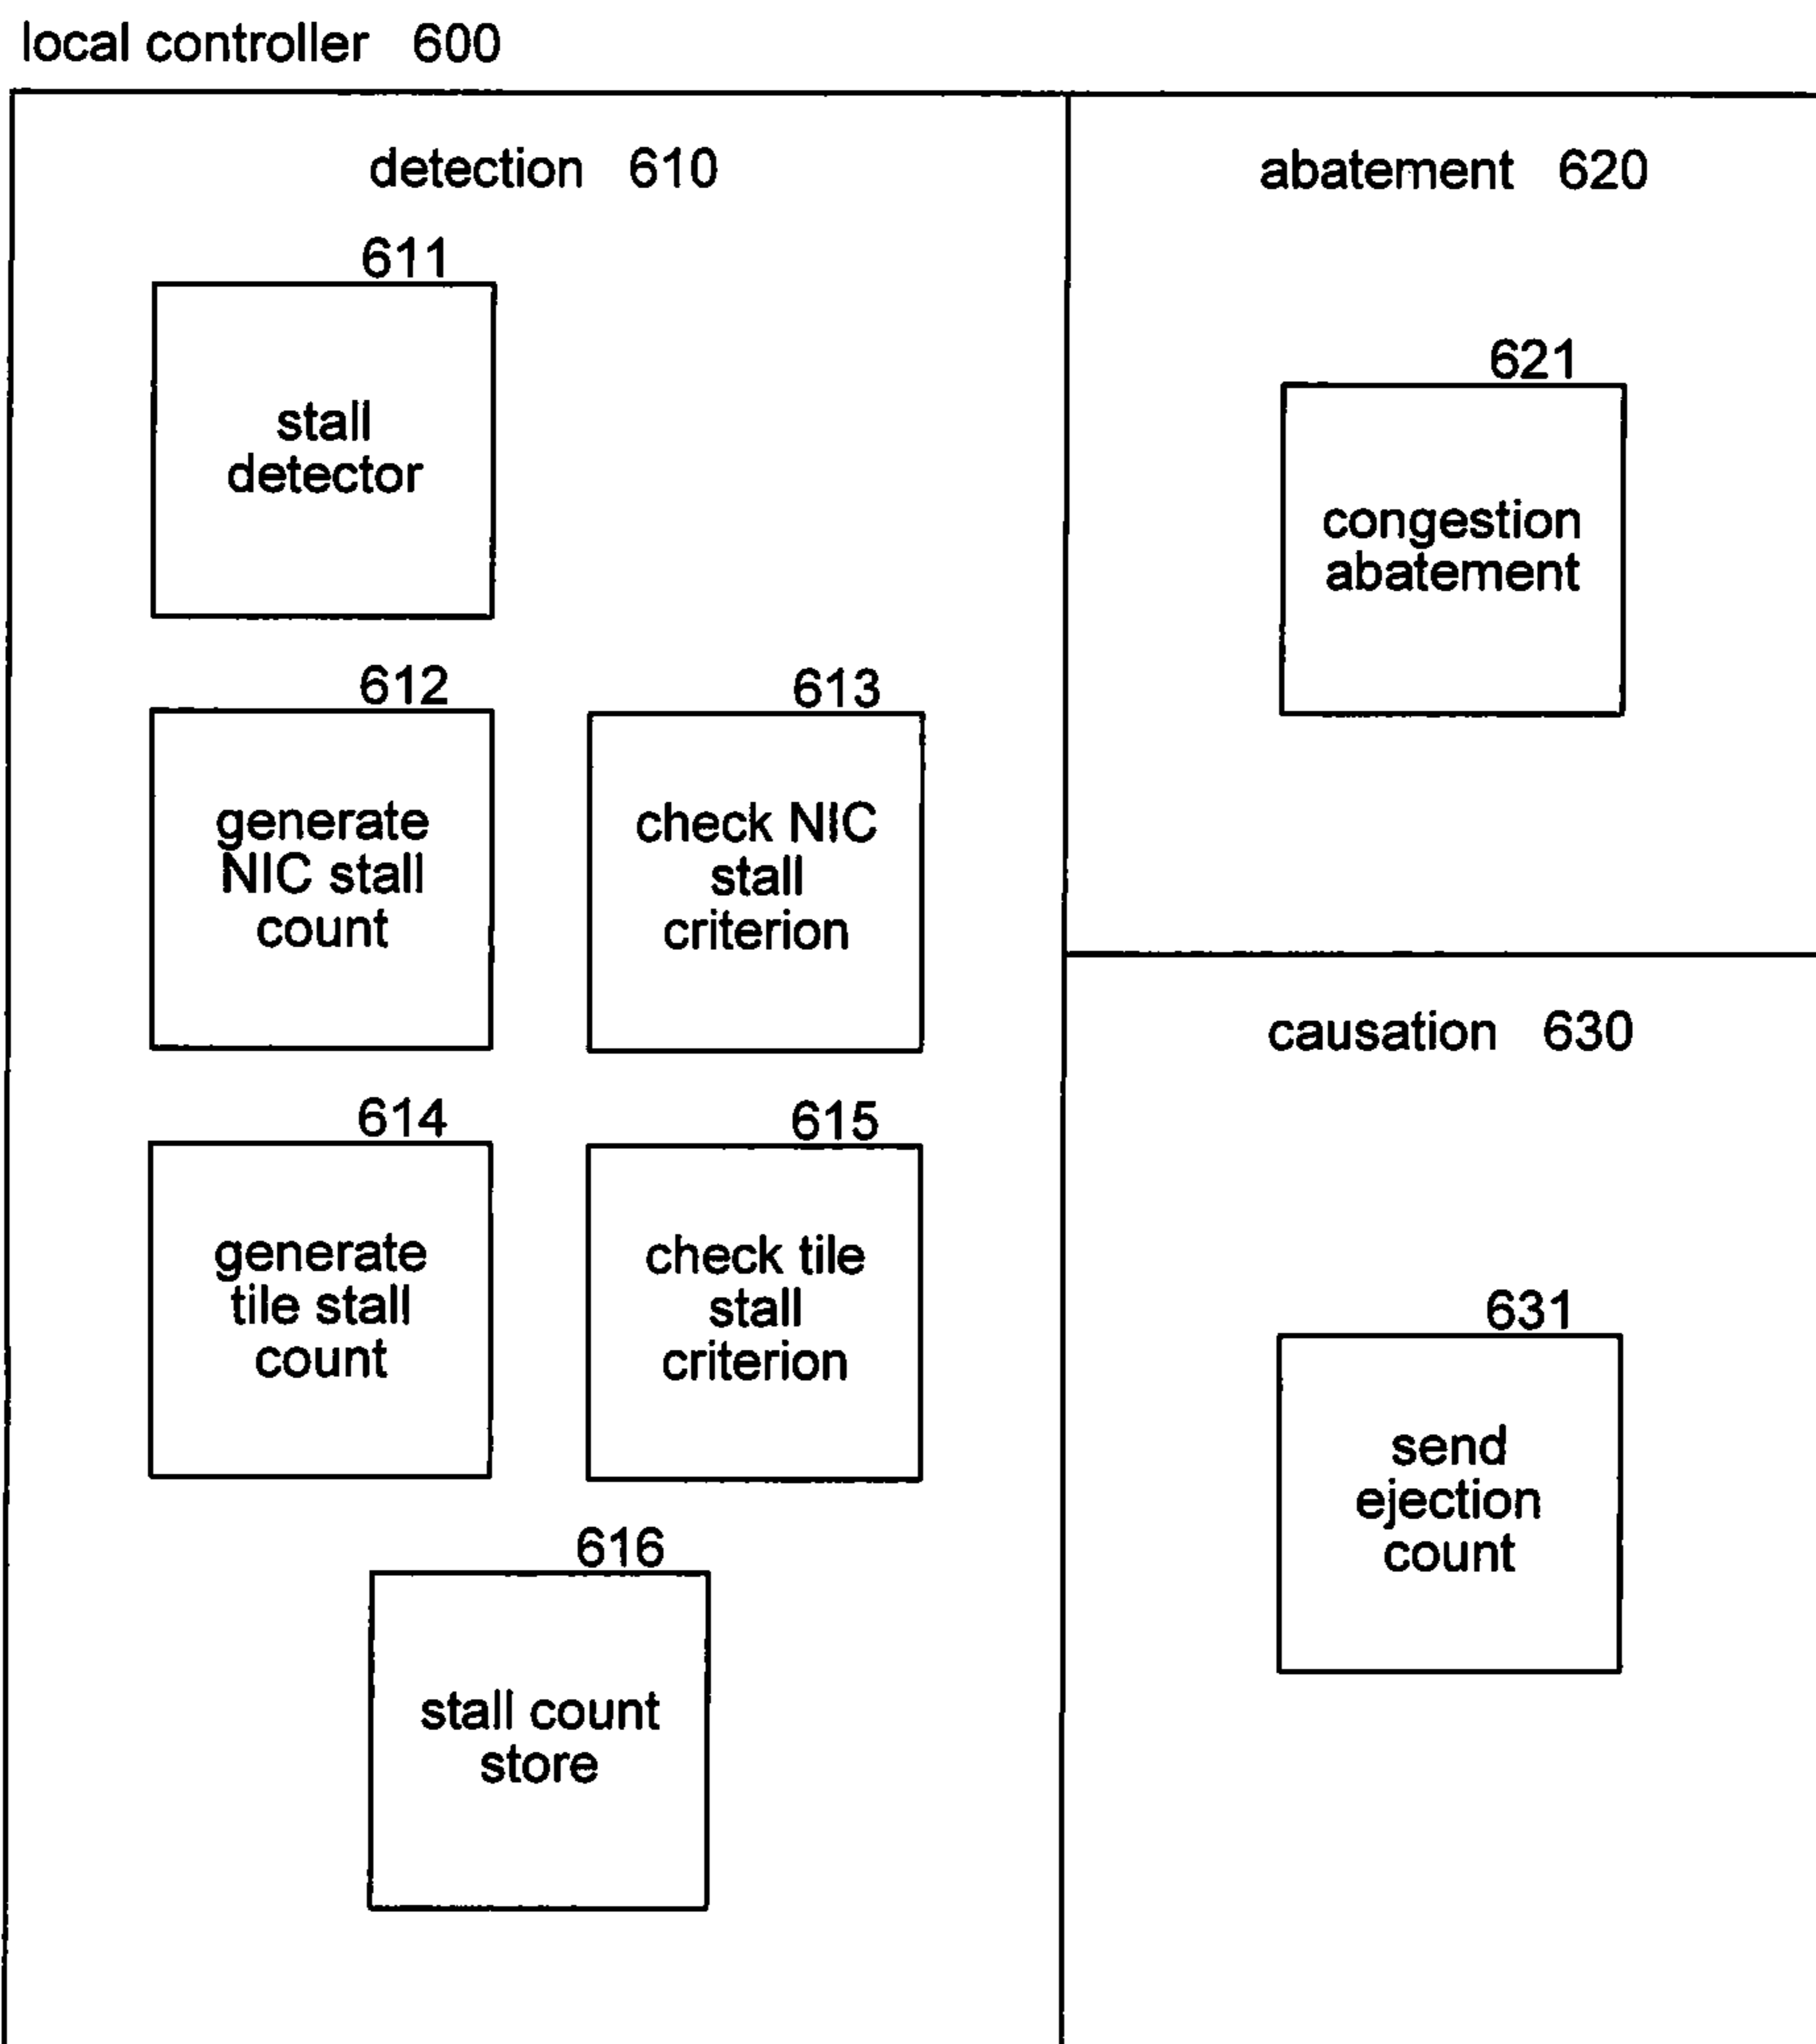 local controller 600
detection 610
611
stall
detector
612
generate
NIC stall
count
613
check NIC
stall
criterion
614
generate
tile stall
count
615
check tile
stall
criterion
616
stall count
store
abatement 620
621
congestion
abatement
causation 630
631
send
ejection
count